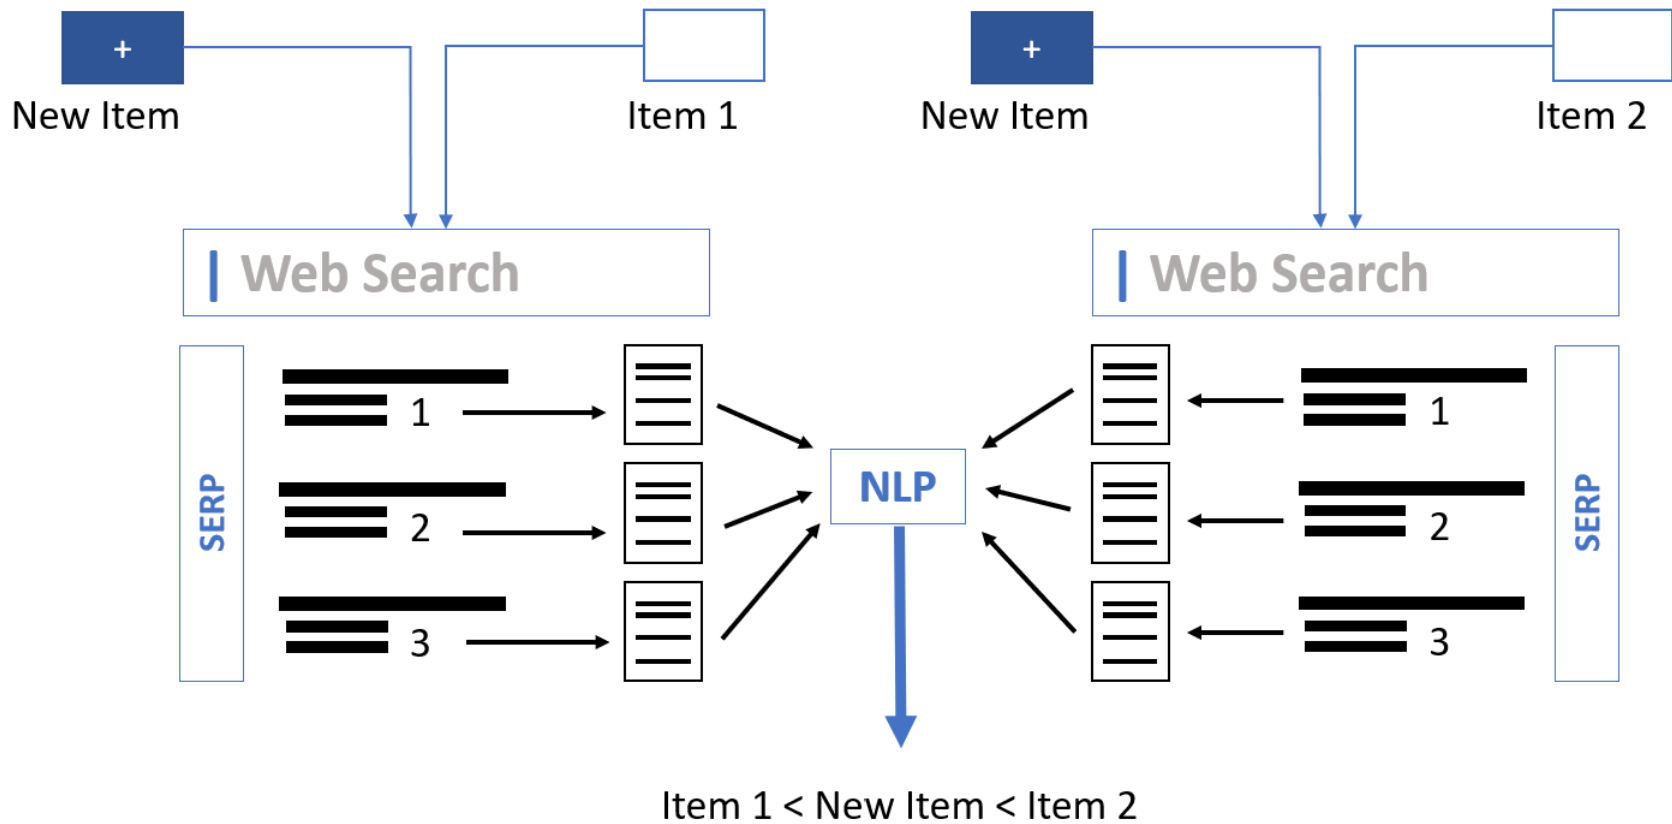 +
+
New Item
Item 1
New Item
Item 2
Web Search
Web Search
SERP
1
2
3
NLP
1
2
3
SERP
Item 1 < New Item < Item 2